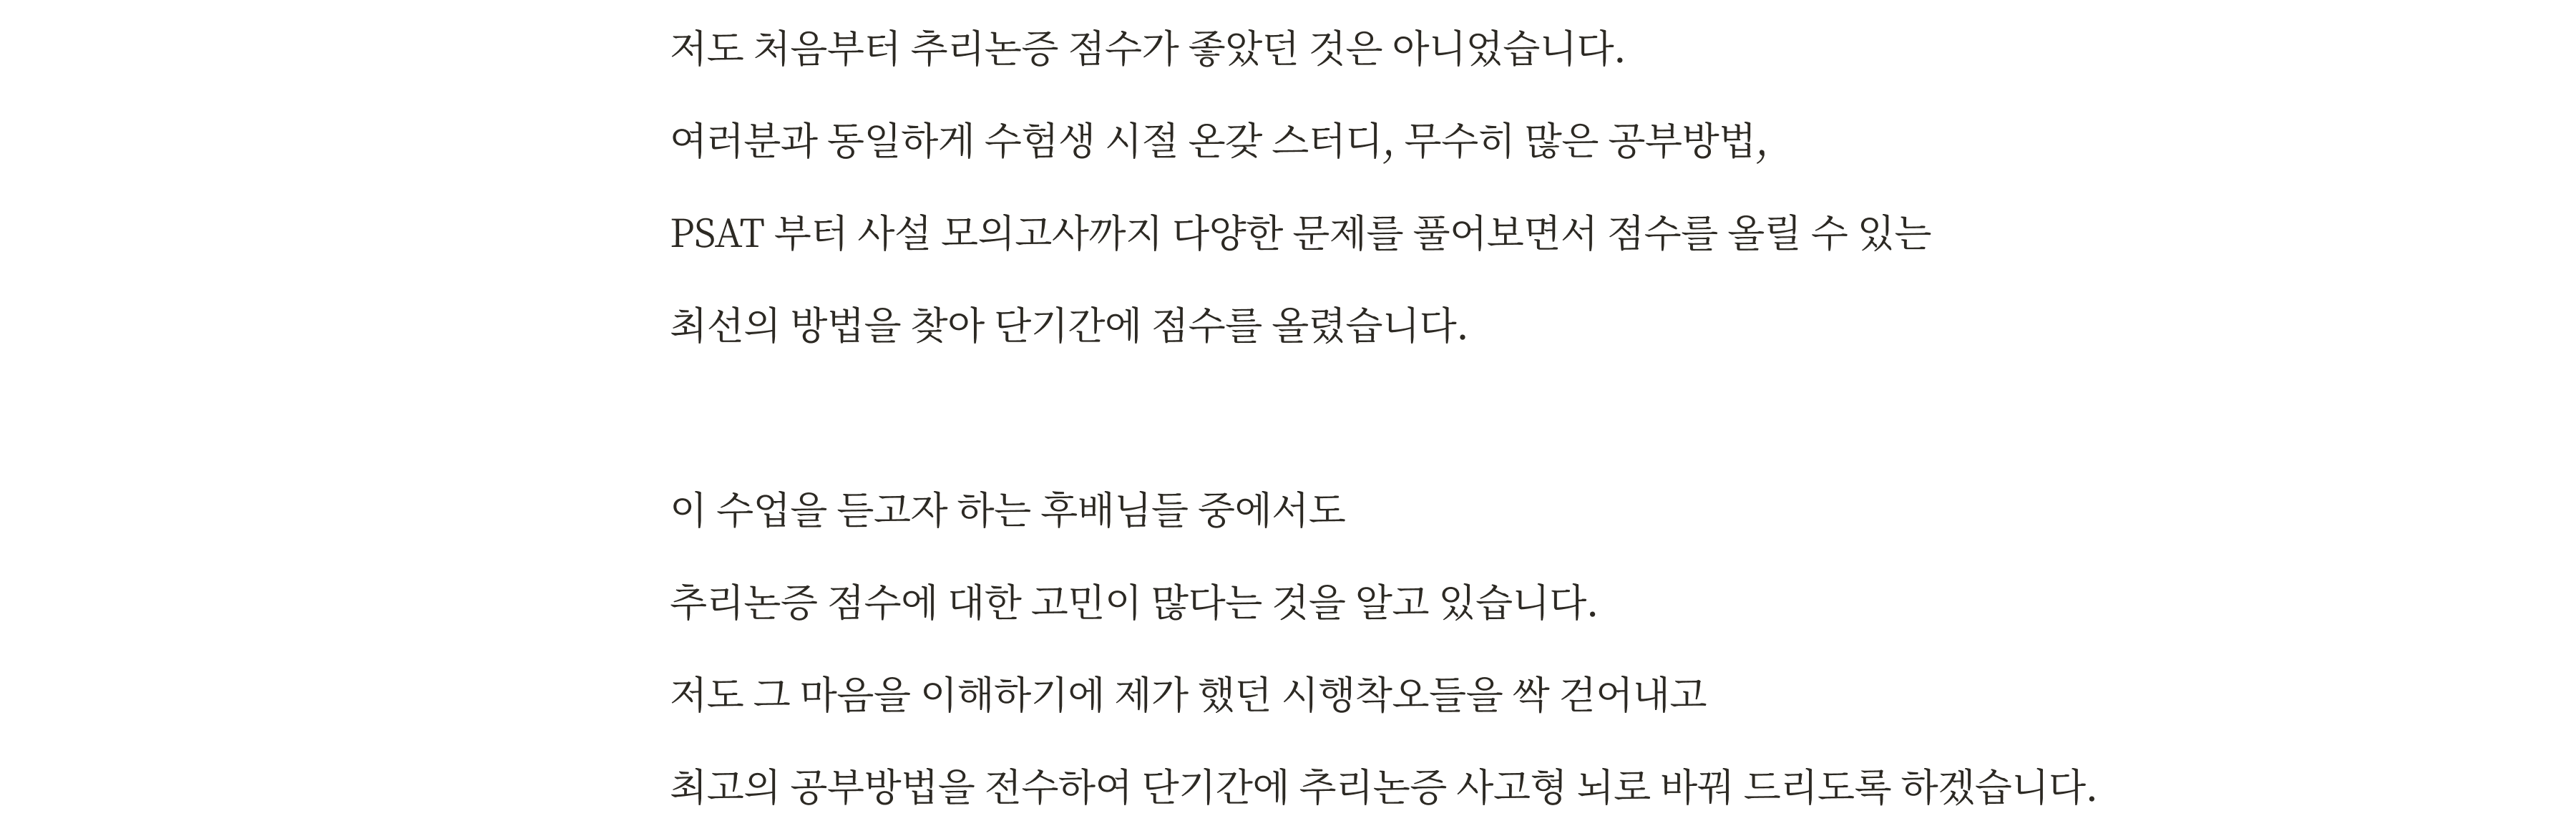 저도 처음부터 추리논증 점수가 좋았던 것은 아니었습니다.
여러분과 동일하게 수험생 시절 온갖 스터디, 무수히 많은 공부방법,
PSAT 부터 사설 모의고사까지 다양한 문제를 풀어보면서 점수를 올릴 수 있는
최선의 방법을 찾아 단기간에 점수를 올렸습니다.
이 수업을 듣고자 하는 후배님들 중에서도
추리논증 점수에 대한 고민이 많다는 것을 알고 있습니다.
저도 그 마음을 이해하기에 제가 했던 시행착오들을 싹 걷어내고
최고의 공부방법을 전수하여 단기간에 추리논증 사고형 뇌로 바꿔 드리도록 하겠습니다.